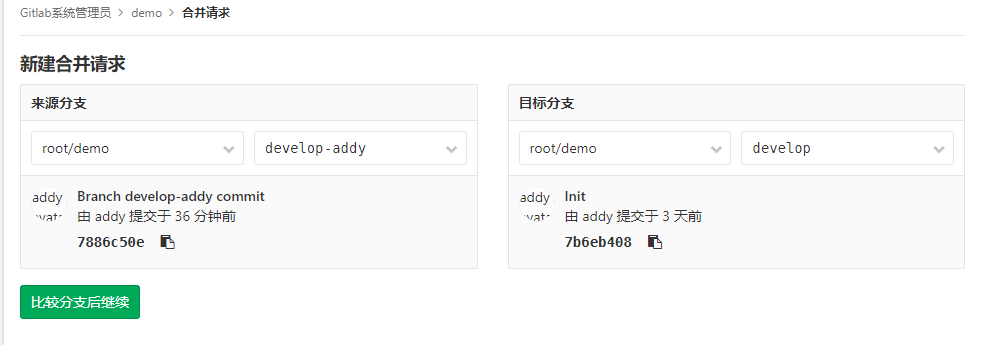 Gitlab系统管理员 > demo > 合并请求
新建合并请求
来源分支
root/demo develop-addy
addy
Branch develop-addy commit
由 addy 提交于 36 分钟前
7886c50e
目标分支
root/demo develop
addy
Init
由 addy 提交于 3 天前
7b6eb408
比较分支后继续